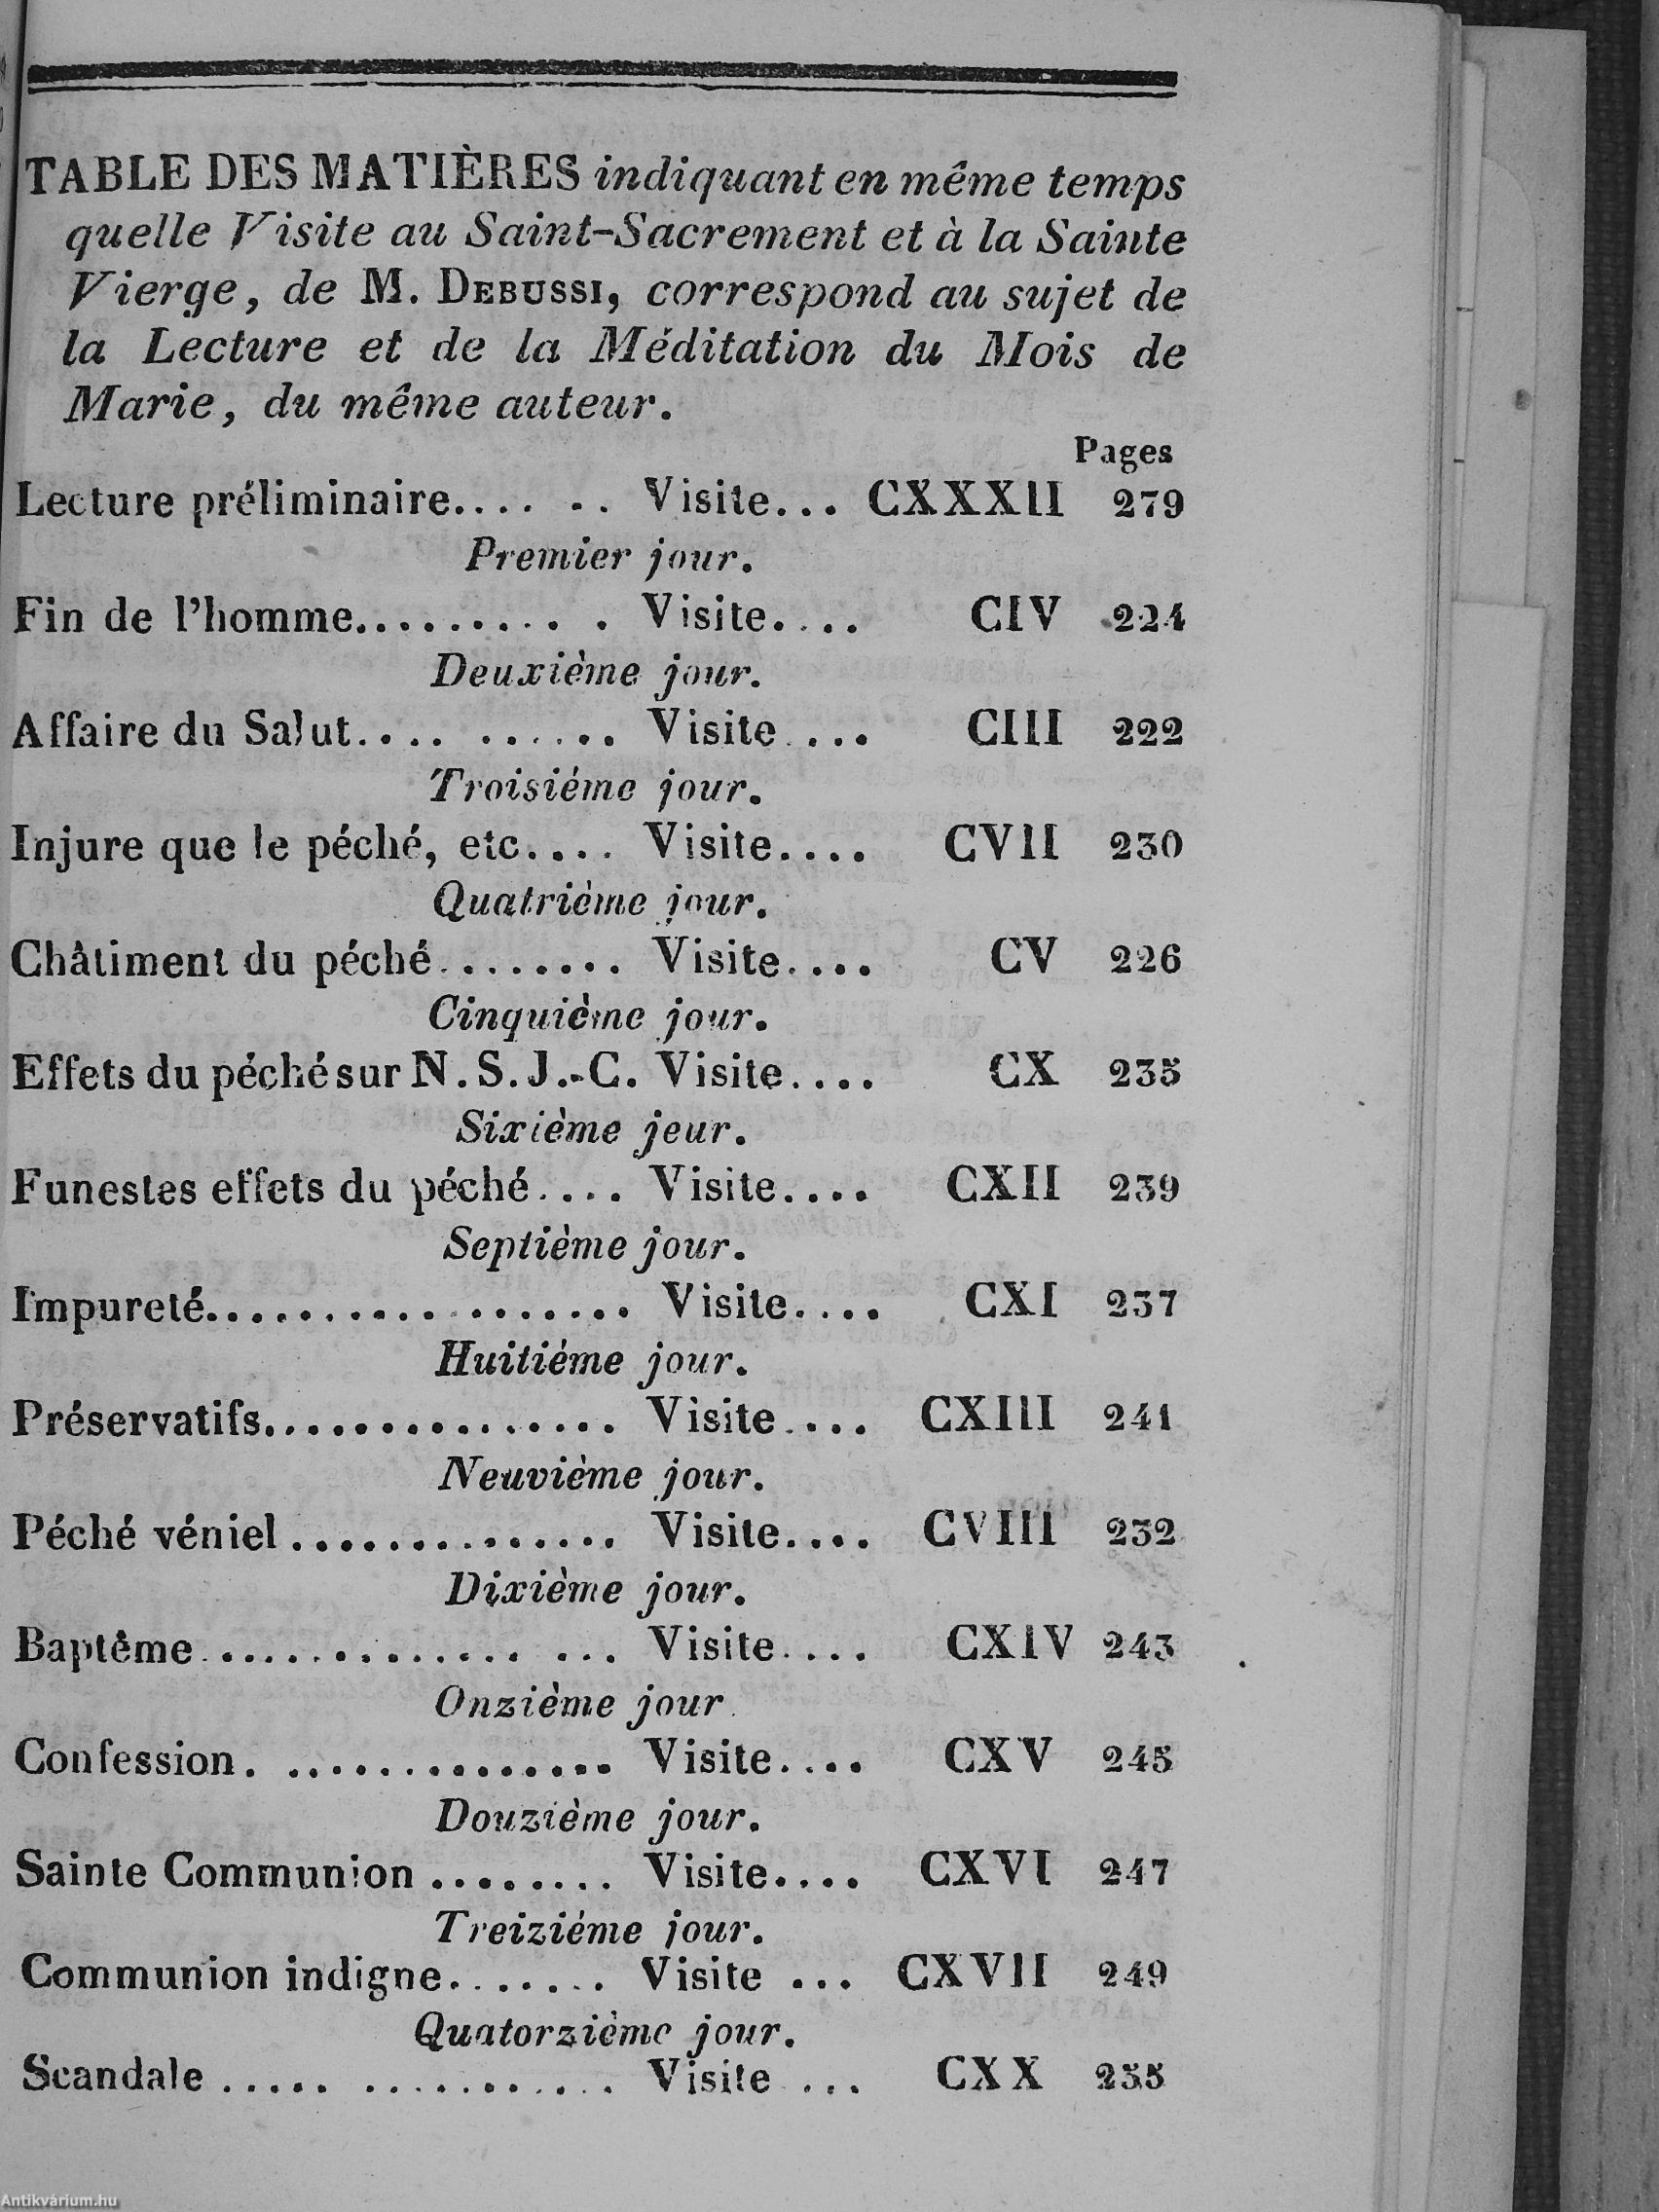 TABLE DES MATIÈRES indiquant en même temps
quelle Visite au Saint-Sacrement et à la Sainte
Vierge, de M. DEBUSSI, correspond au sujet de
la Lecture et de la Méditation du Mois de
Marie, du même auteur.
Pages
Lecture préliminaire.... .. Visite... CXXXII 279
Premier jour.
Fin de l'homme.......... . . Visite.... CIV 224
Deuxième jour.
Affaire du Salut.... ...... Visite.... CIII 222
Troisiéme jour.
Injure que le péché, etc.... Visite.... CVII 230
Quatrième jour.
Châtiment du péché........ Visite.... CV 226
Cinquième jour.
Effets du péché sur N.S.J.-C. Visite.... CX 235
Sixième jeur.
Funestes effets du péché.... Visite.... CXII 239
Septième jour.
Impureté................... Visite.... CXI 237
Huitiéme jour.
Préservatifs................ Visite.... CXIII 241
Neuvième jour.
Péché véniel .............. Visite.... CVIII 232
Dixième jour.
Baptême .............. ... Visite.... CXIV 243
Onzième jour.
Confession. .............. Visite.... CXV 245
Douzième jour.
Sainte Communion ........ Visite.... CXVI 247
Treiziéme jour.
Communion indigne....... Visite ... CXVII 249
Quatorzième jour.
Scandale ..... ........... Visite ... CXX 255
Antikvárium.hu